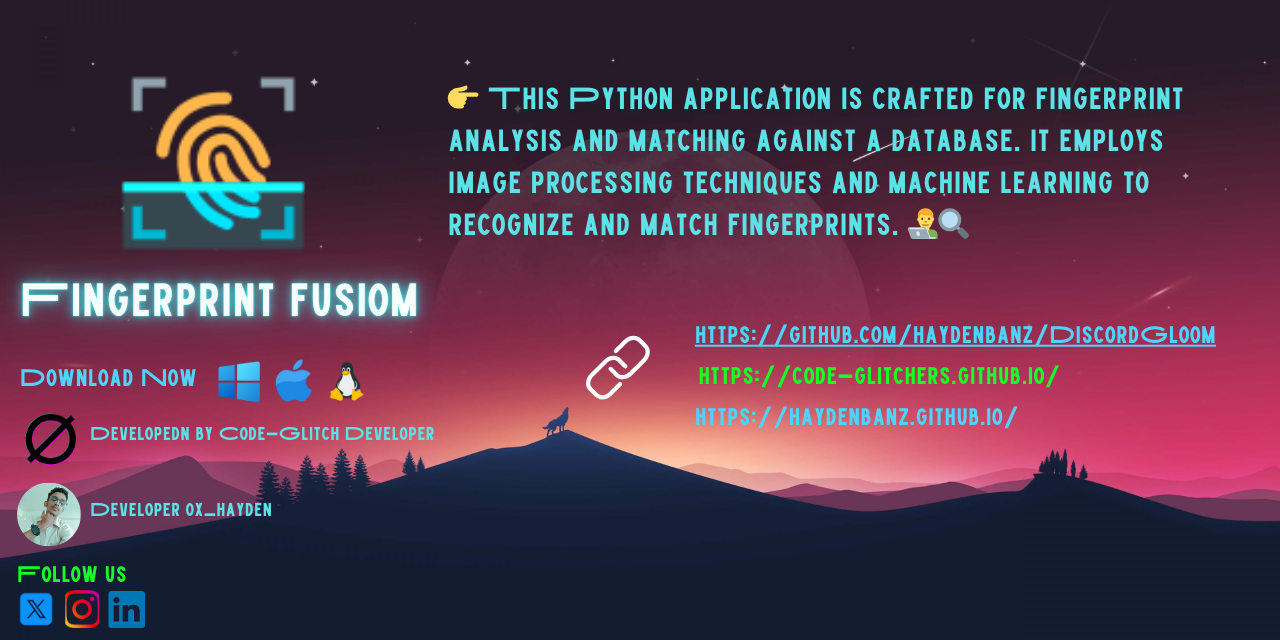 👉 This Python application is crafted for fingerprint
analysis and matching against a database. It employs
image processing techniques and machine learning to
recognize and match fingerprints. 👨‍💻🔍
Fingerprint fusiom
Download Now
Developedn by Code-Glitch Developer
Developer 0x_hayden
Follow us
X
in
https://github.com/haydenbanz/DiscordGloom
https://code-glitchers.github.io/
https://haydenbanz.github.io/